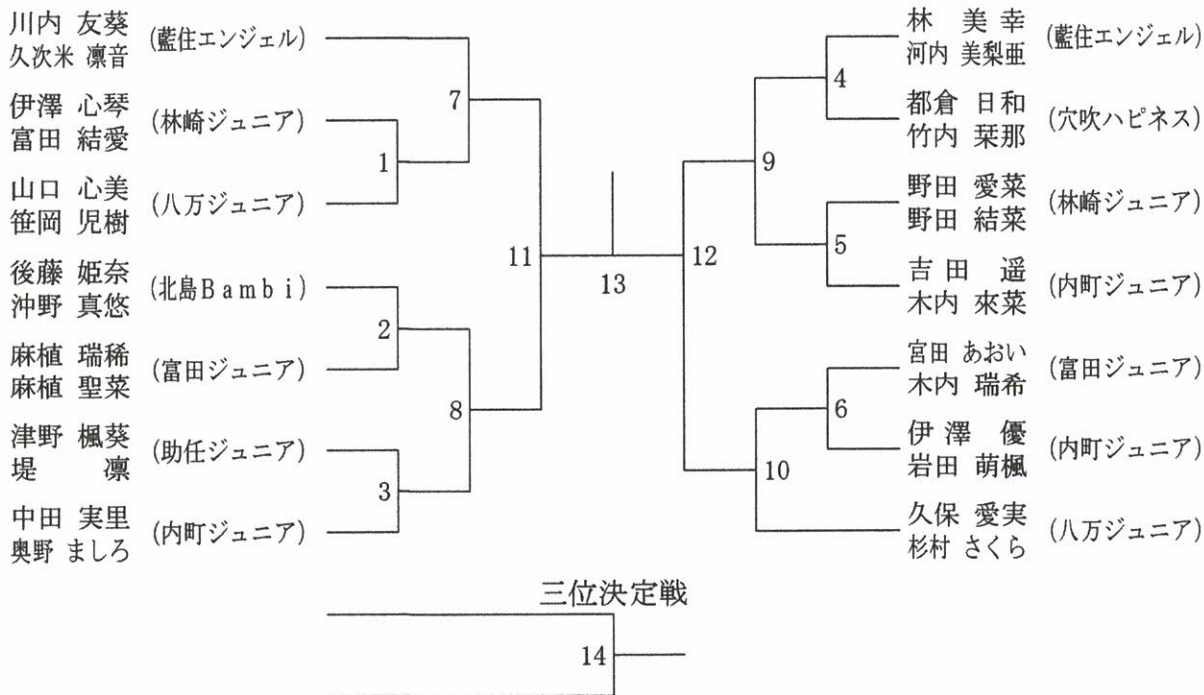 川内 友葵
久次米 凛音
(藍住エンジェル)
伊澤 心琴
富田 結愛
(林崎ジュニア)
山口 心美
笹岡 児樹
(八万ジュニア)
後藤 姫奈
沖野 真悠
(北島Ｂａｍｂｉ)
麻植 瑞稀
麻植 聖菜
(富田ジュニア)
津野 楓葵
堤 凛
(助任ジュニア)
中田 実里
奥野 ましろ
(内町ジュニア)
7
1
2
8
3
11
13
12
9
4
5
10
6
林 美幸
河内 美梨亜
(藍住エンジェル)
都倉 日和
竹内 栞那
(穴吹ハピネス)
野田 愛菜
野田 結菜
(林崎ジュニア)
吉田 遥
木内 來菜
(内町ジュニア)
宮田 あおい
木内 瑞希
(富田ジュニア)
伊澤 優
岩田 萌楓
(内町ジュニア)
久保 愛実
杉村 さくら
(八万ジュニア)
三位決定戦
14